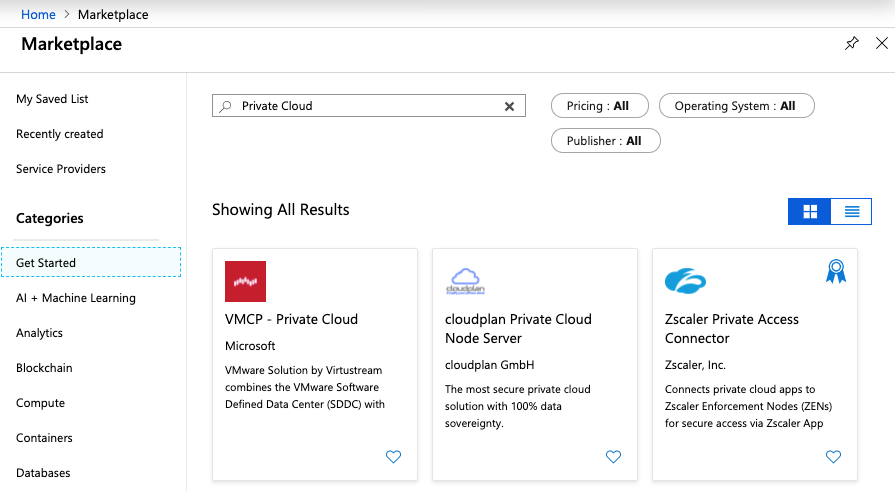 Home > Marketplace
Marketplace
My Saved List
Recently created
Service Providers
Categories
Get Started
AI + Machine Learning
Analytics
Blockchain
Compute
Containers
Databases
Private Cloud
Pricing : All
Operating System : All
Publisher : All
Showing All Results
VMCP - Private Cloud
Microsoft
VMware Solution by Virtustream
combines the VMware Software
Defined Data Center (SDDC) with
cloudplan
cloudplan Private Cloud
Node Server
cloudplan GmbH
The most secure private cloud
solution with 100% data
sovereignty.
Zscaler Private Access
Connector
Zscaler, Inc.
Connects private cloud apps to
Zscaler Enforcement Nodes (ZENs)
for secure access via Zscaler App